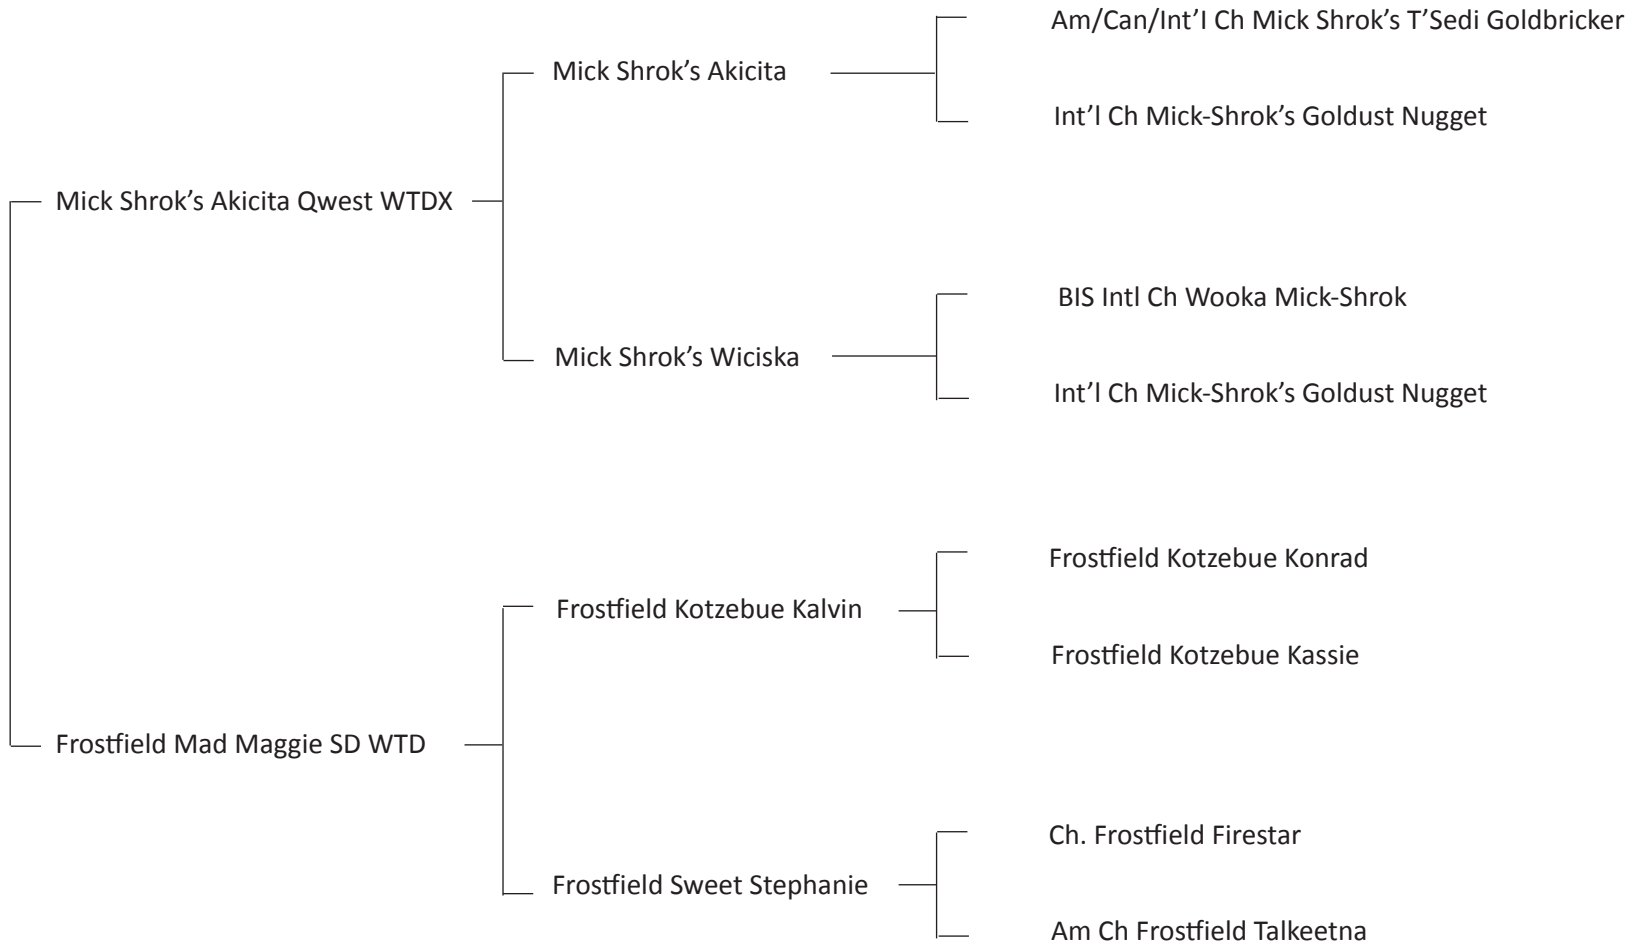 Am/Can/Int'l Ch Mick Shrok’s T’Sedi Goldbricker
Mick Shrok’s Akicita
Int’l Ch Mick-Shrok’s Goldust Nugget
Mick Shrok’s Akicita Qwest WTDX
BIS Intl Ch Wooka Mick-Shrok
Mick Shrok’s Wiciska
Int’l Ch Mick-Shrok’s Goldust Nugget
Frostfield Kotzebue Konrad
Frostfield Kotzebue Kalvin
Frostfield Kotzebue Kassie
Frostfield Mad Maggie SD WTD
Ch. Frostfield Firestar
Frostfield Sweet Stephanie
Am Ch Frostfield Talkeetna